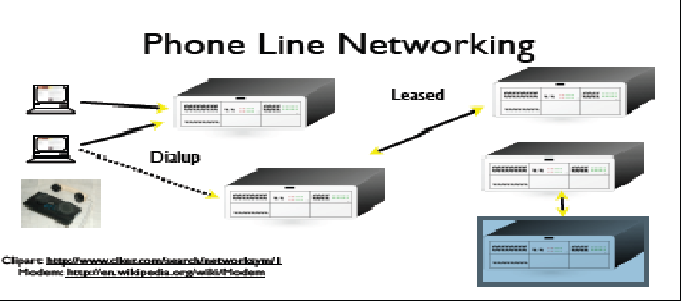 Phone Line Networking
Leased
Dialup
Clipart: http://www.clker.com/search/networksym/1
Modem: http://en.wikipedia.org/wiki/Modem